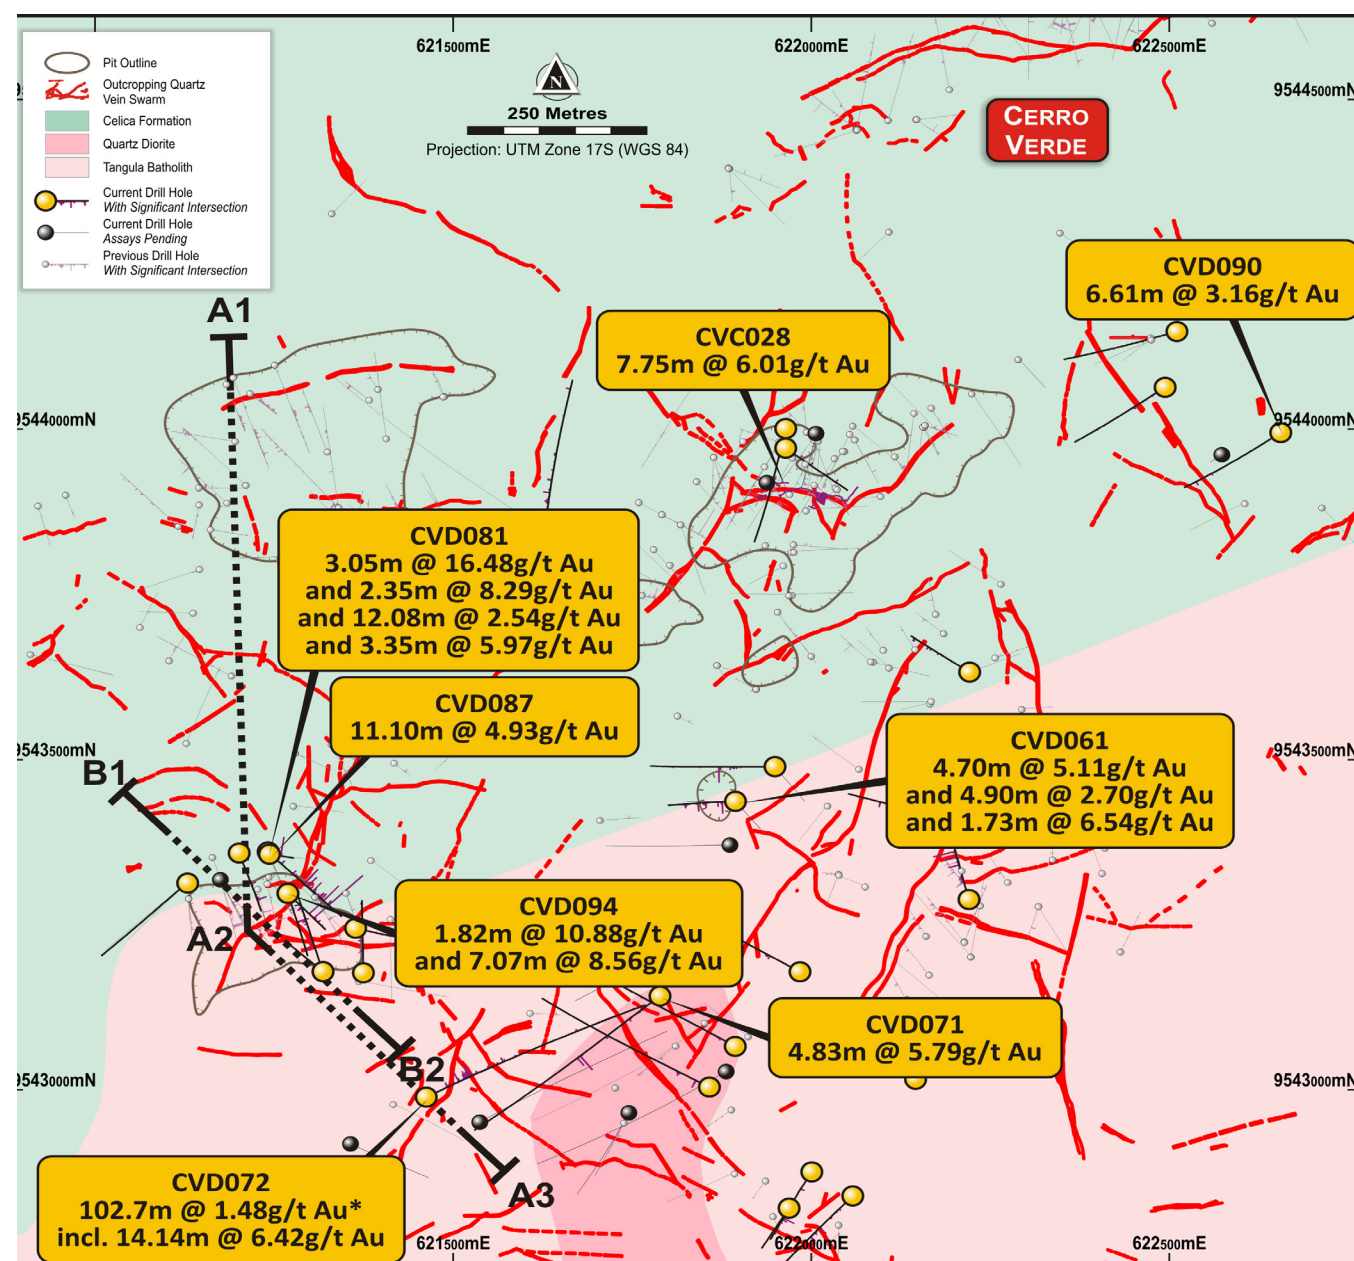 621500mE
622000mE
622500mE
Pit Outline
Outcropping Quartz
Vein Swarm
Celica Formation
Quartz Diorite
Tangula Batholith
Current Drill Hole
With Significant Intersection
Current Drill Hole
Assays Pending
Previous Drill Hole
With Significant Intersection
N
250 Metres
Projection: UTM Zone 17S (WGS 84)
9544500mN
CERRO
VERDE
CVD090
6.61m @ 3.16g/t Au
A1
CVC028
7.75m @ 6.01g/t Au
9544000mN
9544000mN
CVD081
3.05m @ 16.48g/t Au
and 2.35m @ 8.29g/t Au
and 12.08m @ 2.54g/t Au
and 3.35m @ 5.97g/t Au
CVD087
11.10m @ 4.93g/t Au
9543500mN
9543500mN
B1
CVD061
4.70m @ 5.11g/t Au
and 4.90m @ 2.70g/t Au
and 1.73m @ 6.54g/t Au
A2
CVD094
1.82m @ 10.88g/t Au
and 7.07m @ 8.56g/t Au
CVD071
4.83m @ 5.79g/t Au
B2
9543000mN
9543000mN
CVD072
102.7m @ 1.48g/t Au*
incl. 14.14m @ 6.42g/t Au
A3
621500mE
622000mE
622500mE